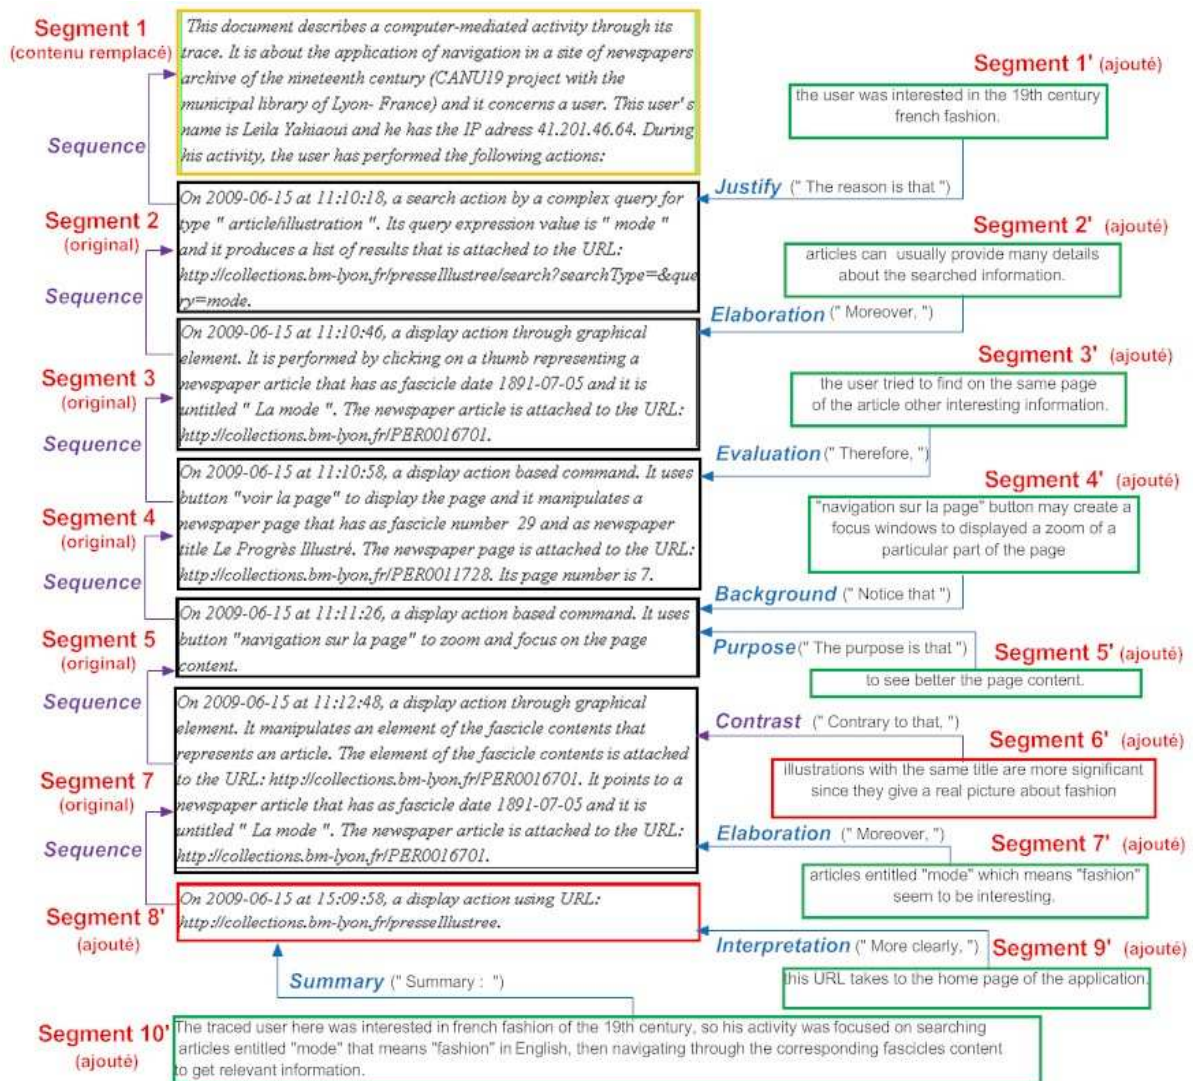 Segment 1
(contenu remplacé)
This document describes a computer-mediated activity through its
trace. It is about the application of navigation in a site of newspapers
archive of the nineteenth century (CANU19 project with the
municipal library of Lyon- France) and it concerns a user. This user's
name is Leila Yahiaoui and he has the IP adress 41.201.46.64. During
his activity, the user has performed the following actions:
Segment 1' (ajouté)
the user was interested in the 19th century
french fashion.
Sequence
Justify (" The reason is that ")
Segment 2
(original)
On 2009-06-15 at 11:10:18, a search action by a complex query for
type " article/illustration ". Its query expression value is " mode "
and it produces a list of results that is attached to the URL:
http://collections.bm-lyon.fr/presseIllustree/search?searchType=&que
ry=mode.
Segment 2' (ajouté)
articles can usually provide many details
about the searched information.
Sequence
Elaboration (" Moreover, ")
Segment 3
(original)
On 2009-06-15 at 11:10:46, a display action through graphical
element. It is performed by clicking on a thumb representing a
newspaper article that has as fascicle date 1891-07-05 and it is
untitled " La mode ". The newspaper article is attached to the URL:
http://collections.bm-lyon.fr/PER0016701.
Segment 3' (ajouté)
the user tried to find on the same page
of the article other interesting information.
Sequence
Evaluation (" Therefore, ")
Segment 4
(original)
On 2009-06-15 at 11:10:58, a display action based command. It uses
button "voir la page" to display the page and it manipulates a
newspaper page that has as fascicle number 29 and as newspaper
title Le Progrès Illustré. The newspaper page is attached to the URL:
http://collections.bm-lyon.fr/PER0011728. Its page number is 7.
Segment 4' (ajouté)
"navigation sur la page" button may create a
focus windows to displayed a zoom of a
particular part of the page
Sequence
Background (" Notice that ")
Segment 5
(original)
On 2009-06-15 at 11:11:26, a display action based command. It uses
button "navigation sur la page" to zoom and focus on the page
content.
Purpose (" The purpose is that ")
Segment 5' (ajouté)
to see better the page content.
Sequence
Contrast (" Contrary to that, ")
Segment 6' (ajouté)
illustrations with the same title are more significant
since they give a real picture about fashion
Segment 7
(original)
On 2009-06-15 at 11:12:48, a display action through graphical
element. It manipulates an element of the fascicle contents that
represents an article. The element of the fascicle contents is attached
to the URL: http://collections.bm-lyon.fr/PER0016701. It points to a
newspaper article that has as fascicle date 1891-07-05 and it is
untitled " La mode ". The newspaper article is attached to the URL:
http://collections.bm-lyon.fr/PER0016701.
Sequence
Elaboration (" Moreover, ")
Segment 7' (ajouté)
articles entitled "mode" which means "fashion"
seem to be interesting.
Segment 8'
(ajouté)
On 2009-06-15 at 15:09:58, a display action using URL:
http://collections.bm-lyon.fr/presseIllustree.
Interpretation (" More clearly, ")
Segment 9' (ajouté)
this URL takes to the home page of the application.
Summary (" Summary : ")
Segment 10'
(ajouté)
The traced user here was interested in french fashion of the 19th century, so his activity was focused on searching
articles entitled "mode" that means "fashion" in English, then navigating through the corresponding fascicles content
to get relevant information.